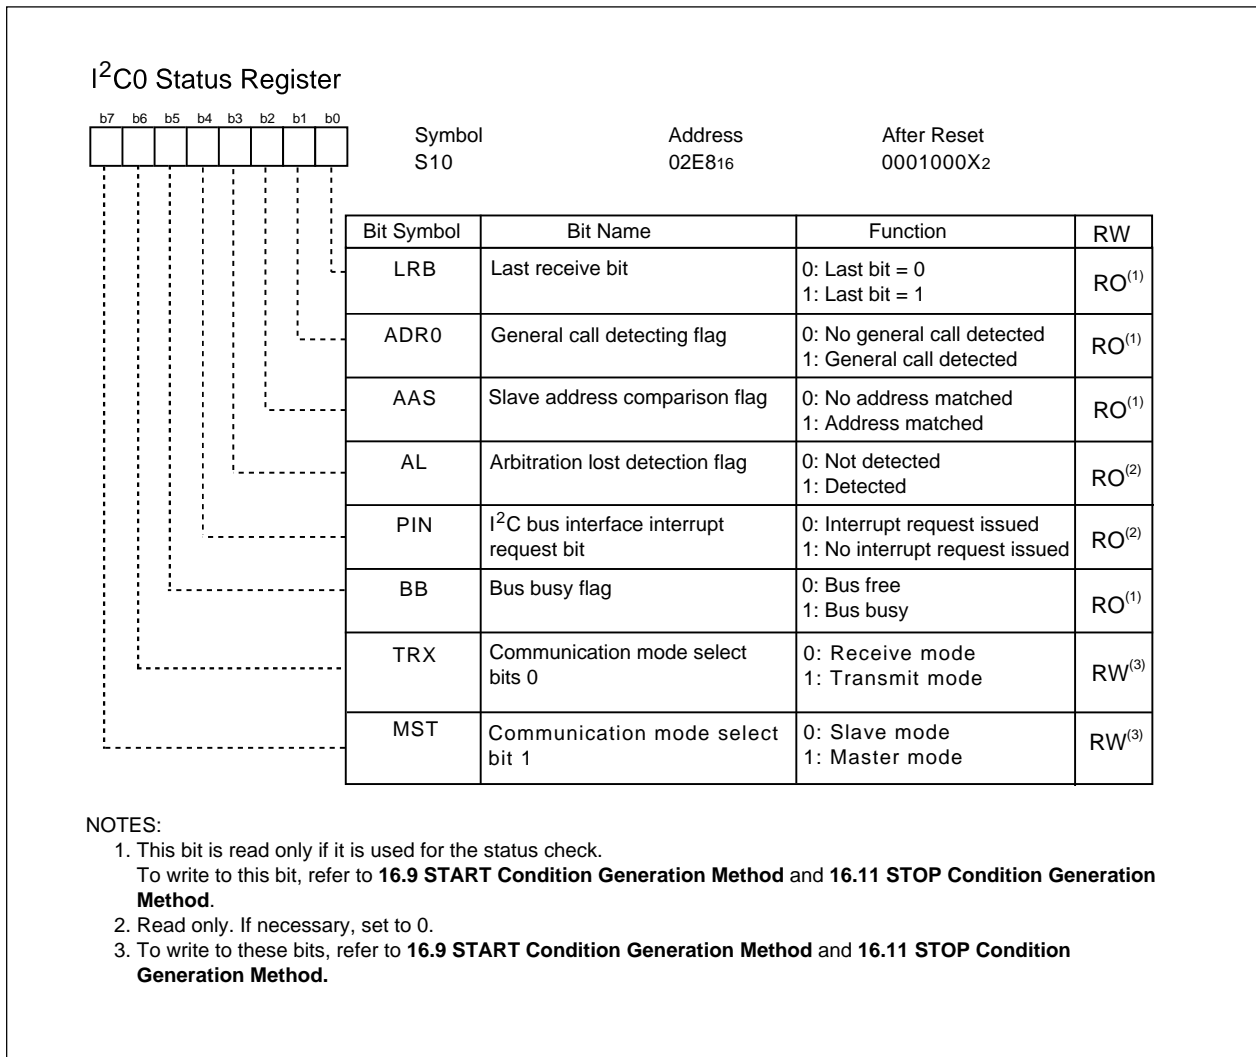 I2C0 Status Register
b7 b6 b5 b4 b3 b2 b1 b0
Symbol Address After Reset
S10 02E816 0001000X2
Bit Symbol Bit Name Function RW
LRB Last receive bit 0: Last bit = 0 RO(1)
1: Last bit = 1
ADR0 General call detecting flag 0: No general call detected RO(1)
1: General call detected
AAS Slave address comparison flag 0: No address matched RO(1)
1: Address matched
AL Arbitration lost detection flag 0: Not detected RO(2)
1: Detected
PIN I2C bus interface interrupt 0: Interrupt request issued RO(2)
request bit 1: No interrupt request issued
BB Bus busy flag 0: Bus free RO(1)
1: Bus busy
TRX Communication mode select 0: Receive mode RW(3)
bits 0 1: Transmit mode
MST Communication mode select 0: Slave mode RW(3)
bit 1 1: Master mode
NOTES:
1. This bit is read only if it is used for the status check.
To write to this bit, refer to 16.9 START Condition Generation Method and 16.11 STOP Condition Generation
Method.
2. Read only. If necessary, set to 0.
3. To write to these bits, refer to 16.9 START Condition Generation Method and 16.11 STOP Condition
Generation Method.